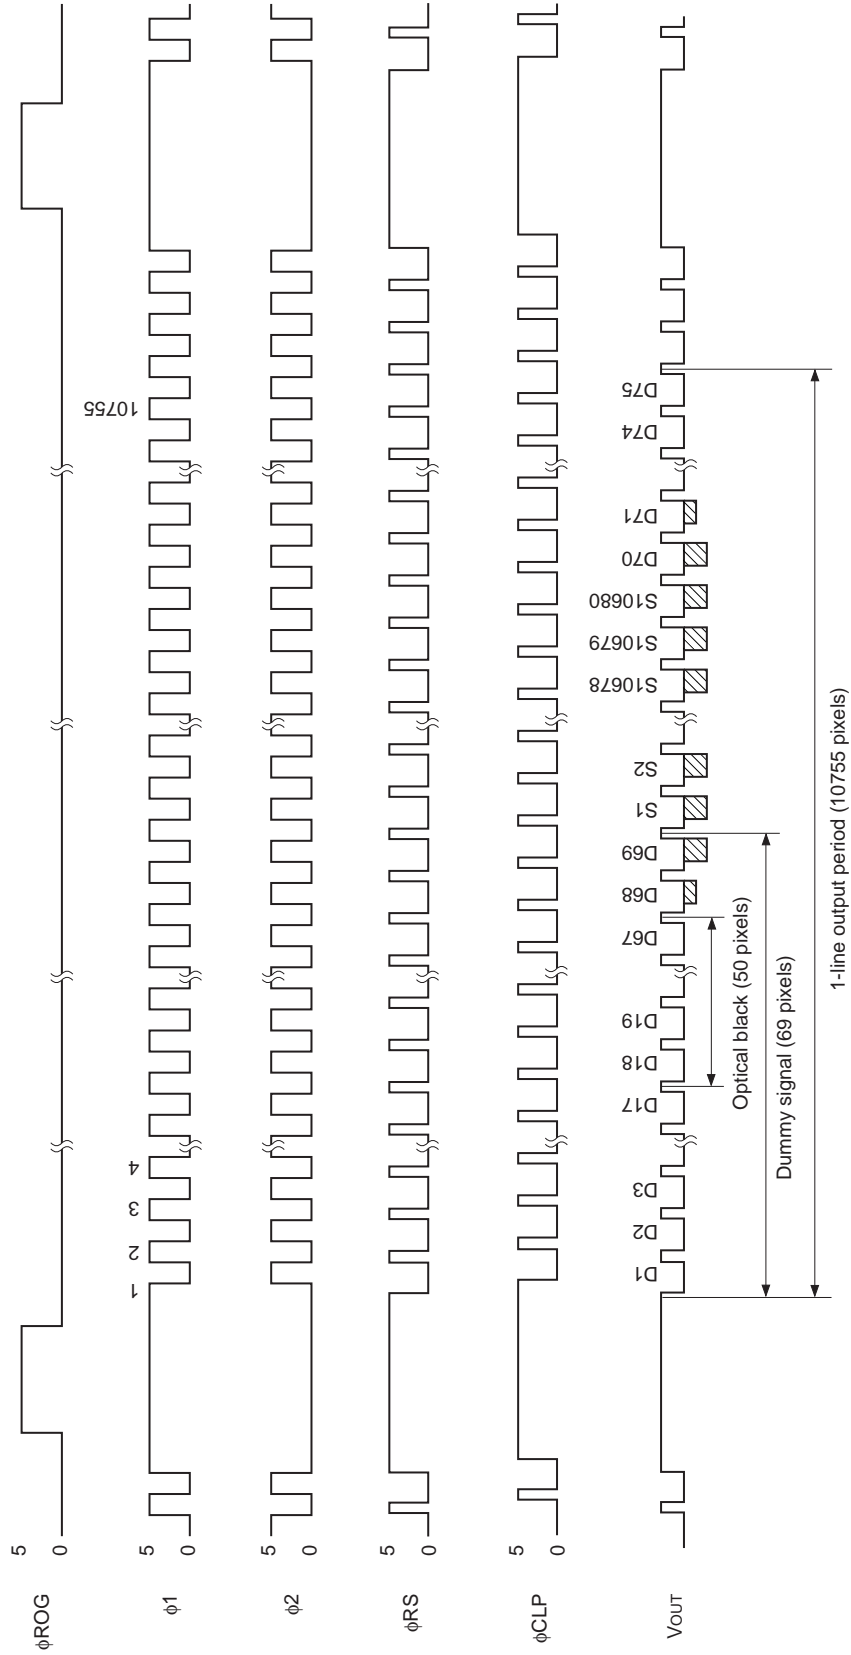 φROG
5
0
φ1
5
0
1
2
3
4
10755
φ2
5
0
φRS
5
0
φCLP
5
0
VOUT
D1
D2
D3
D17
D18
D19
D67
D68
D69
S1
S2
S10678
S10679
S10680
D70
D71
D74
D75
Optical black (50 pixels)
Dummy signal (69 pixels)
1-line output period (10755 pixels)